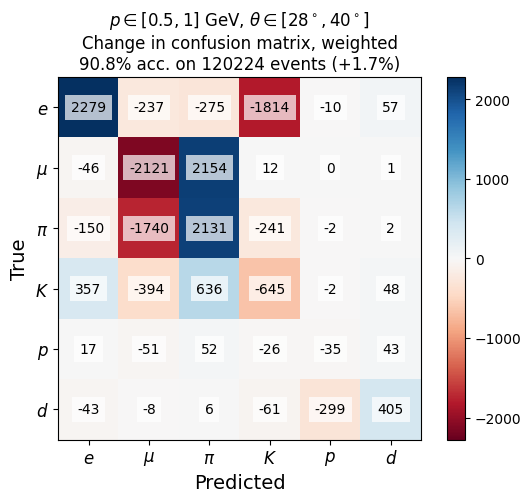 p ∈ [0.5, 1] GeV, θ ∈ [28°, 40°]
Change in confusion matrix, weighted
90.8% acc. on 120224 events (+1.7%)
e 2279 -237 -275 -1814 -10 57
μ -46 -2121 2154 12 0 1
π -150 -1740 2131 -241 -2 2
K 357 -394 636 -645 -2 48
p 17 -51 52 -26 -35 43
d -43 -8 6 -61 -299 405
e μ π K p d
Predicted
True
2000
1000
0
−1000
−2000